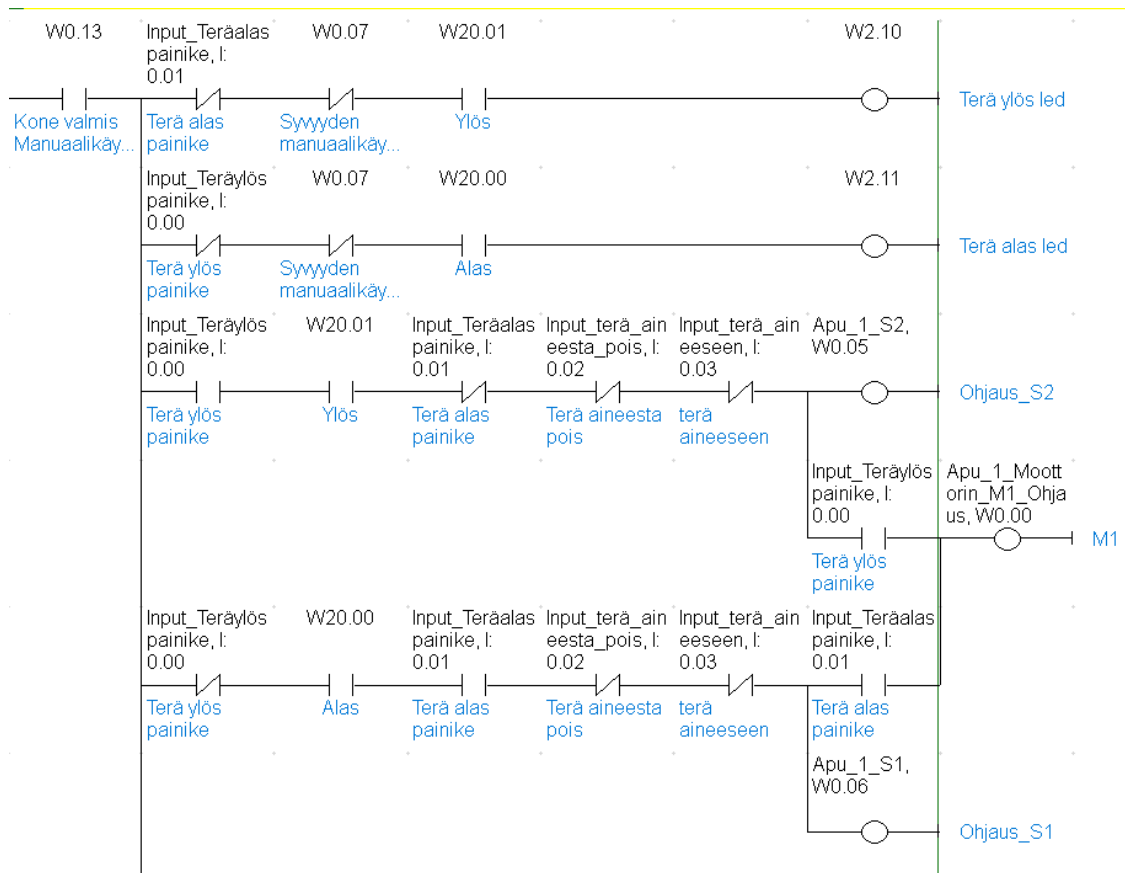 W0.13
Input_Teräalas
painike, I:
0.01
W0.07
W20.01
W2.10
Terä ylös led
Kone valmis
Manuaalikäy...
Terä alas
painike
Syvyyden
manuaalikäy...
Ylös
Input_Teräylös
painike, I:
0.00
W0.07
W20.00
W2.11
Terä alas led
Terä ylös
painike
Syvyyden
manuaalikäy...
Alas
Input_Teräylös
painike, I:
0.00
W20.01
Input_Teräalas
painike, I:
0.01
Input_terä_ain
eesta_pois, I:
0.02
Input_terä_ain
eeseen, I:
0.03
Apu_1_S2,
W0.05
Ohjaus_S2
Terä ylös
painike
Ylös
Terä alas
painike
Terä aineesta
pois
terä
aineeseen
Input_Teräylös
painike, I:
0.00
Apu_1_Moott
orin_M1_Ohja
us, W0.00
M1
Terä ylös
painike
Input_Teräylös
painike, I:
0.00
W20.00
Input_Teräalas
painike, I:
0.01
Input_terä_ain
eesta_pois, I:
0.02
Input_terä_ain
eeseen, I:
0.03
Input_Teräalas
painike, I:
0.01
Terä ylös
painike
Alas
Terä alas
painike
Terä aineesta
pois
terä
aineeseen
Terä alas
painike
Apu_1_S1,
W0.06
Ohjaus_S1